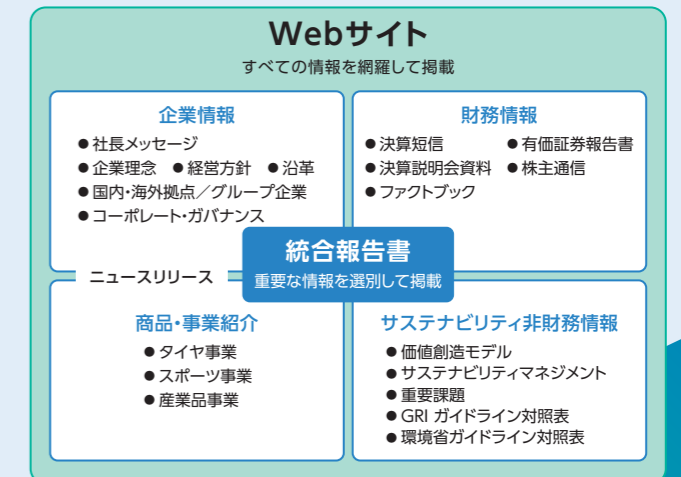 Webサイト
すべての情報を網羅して掲載
企業情報
●社長メッセージ
●企業理念 ●経営方針 ●沿革
●国内・海外拠点／グループ企業
●コーポレート・ガバナンス
財務情報
●決算短信 ●有価証券報告書
●決算説明会資料 ●株主通信
●ファクトブック
統合報告書
重要な情報を選別して掲載
ニュースリリース
商品・事業紹介
●タイヤ事業
●スポーツ事業
●産業品事業
サステナビリティ非財務情報
●価値創造モデル
●サステナビリティマネジメント
●重要課題
●GRI ガイドライン対照表
●環境省ガイドライン対照表